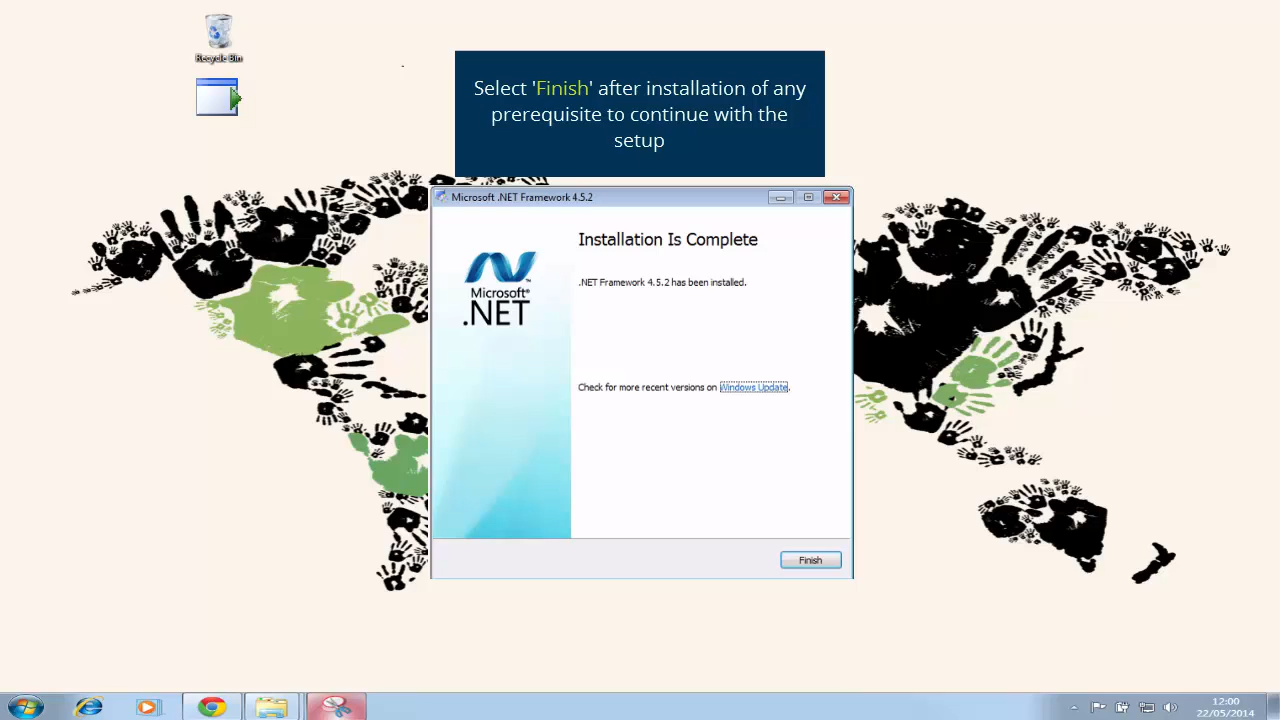 Recycle Bin
Select 'Finish' after installation of any
prerequisite to continue with the
setup
Microsoft .NET Framework 4.5.2
Installation Is Complete
Microsoft®
.NET
.NET Framework 4.5.2 has been installed.
Check for more recent versions on Windows Update.
Finish
12:00
22/05/2014